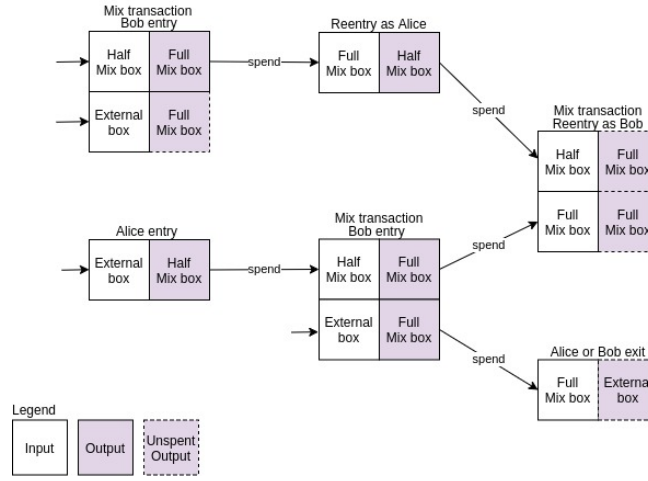 Mix transaction
Bob entry
Half
Mix box
Full
Mix box
External
box
Full
Mix box
spend
Reentry as Alice
Full
Mix box
Half
Mix box
spend
Mix transaction
Reentry as Bob
Half
Mix box
Full
Mix box
Full
Mix box
Full
Mix box
Alice entry
External
box
Half
Mix box
spend
Mix transaction
Bob entry
Half
Mix box
Full
Mix box
External
box
Full
Mix box
spend
spend
Alice or Bob exit
Full
Mix box
External
box
Legend
Input
Output
Unspent
Output